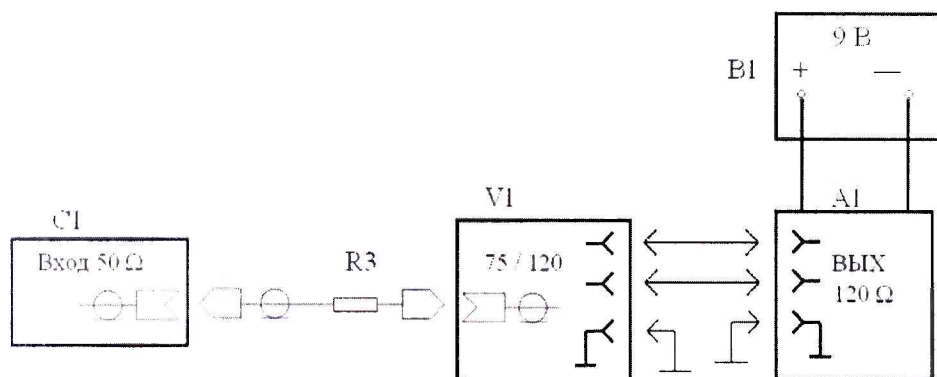 9 В
В1
+ —
С1
V1
А1
Вход 50 Ω
R3
75 / 120
ВЫХ
120 Ω